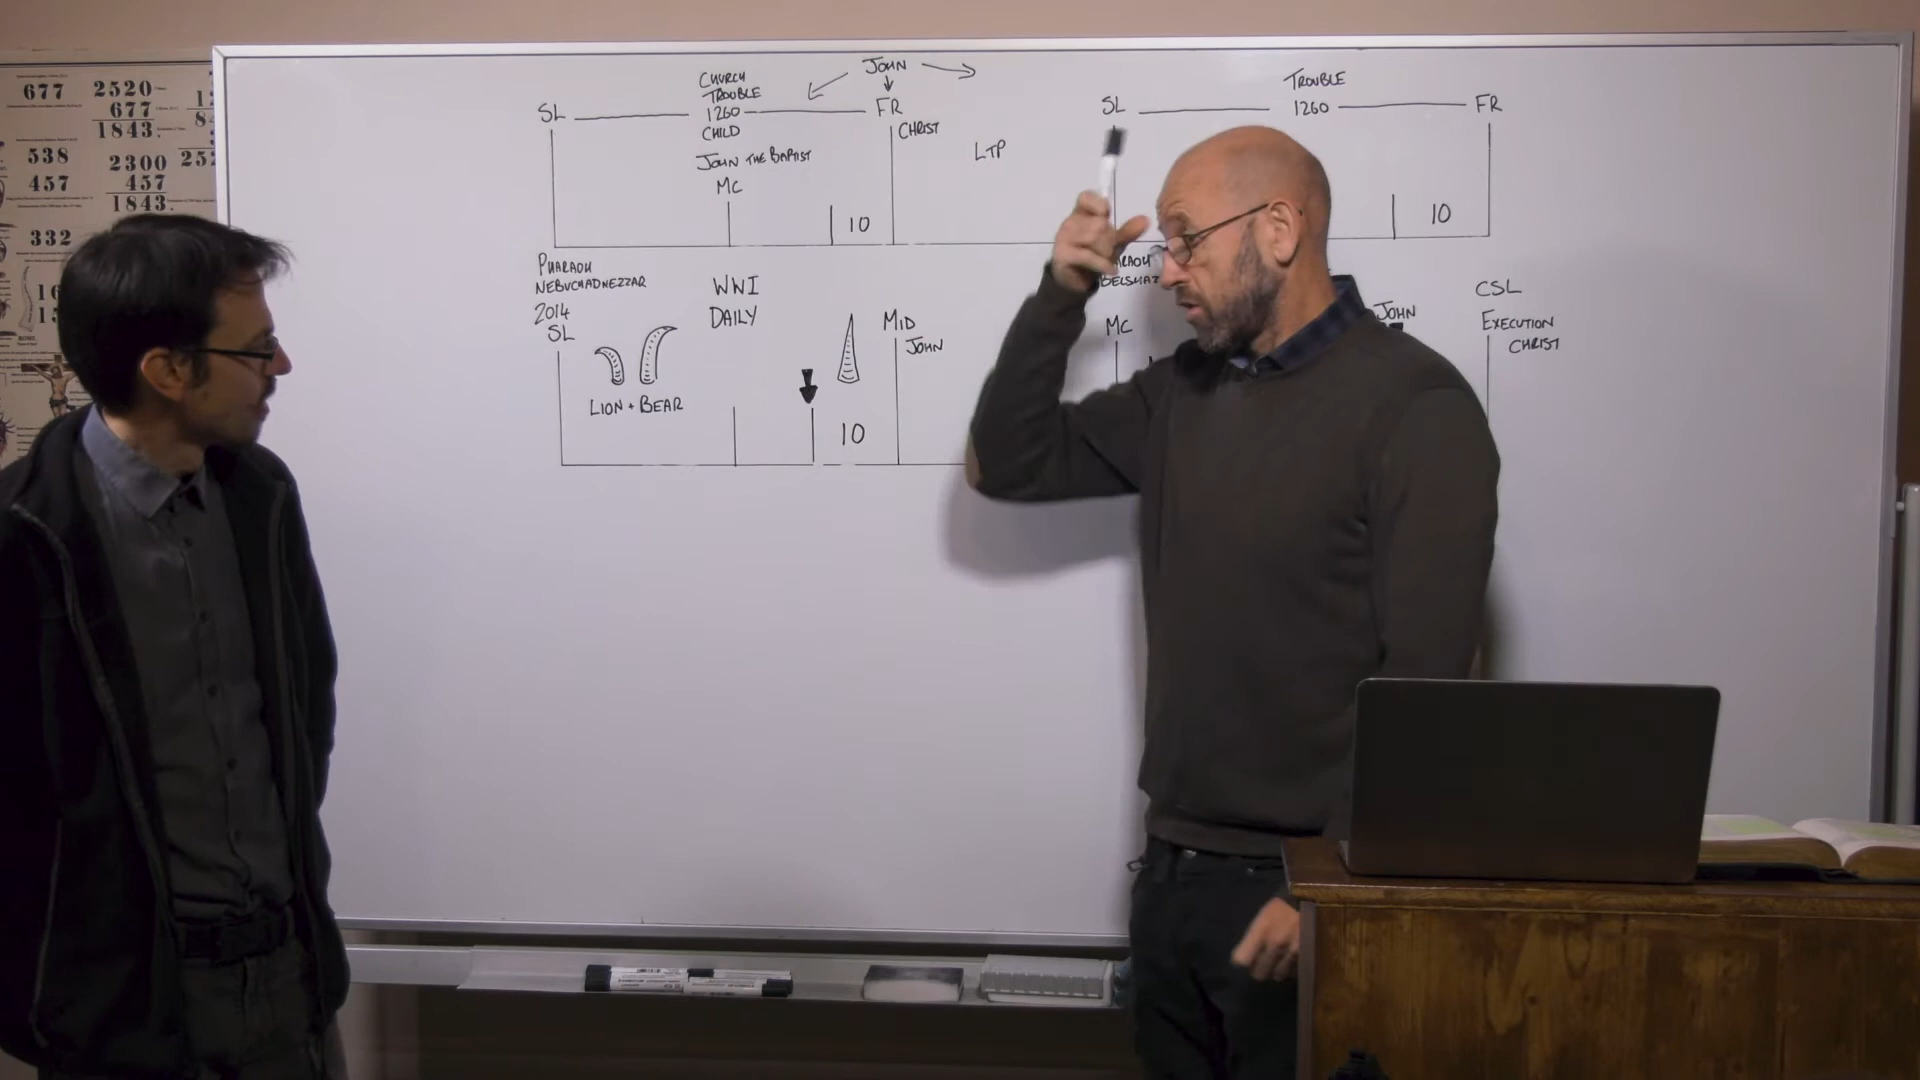 JOHN
CHURCH
TROUBLE
SL 1260 FR
CHILD
CHRIST
JOHN THE BAPTIST
MC
LTP
10
TROUBLE
SL 1260 FR
10
PHARAOH
NEBUCHADNEZZAR
2014
SL
WWI
DAILY
LION + BEAR
10
MID
JOHN
MC
JOHN
CSL
EXECUTION
CHRIST
677
2520
677
1843.
538
457
2300
457
1843.
332